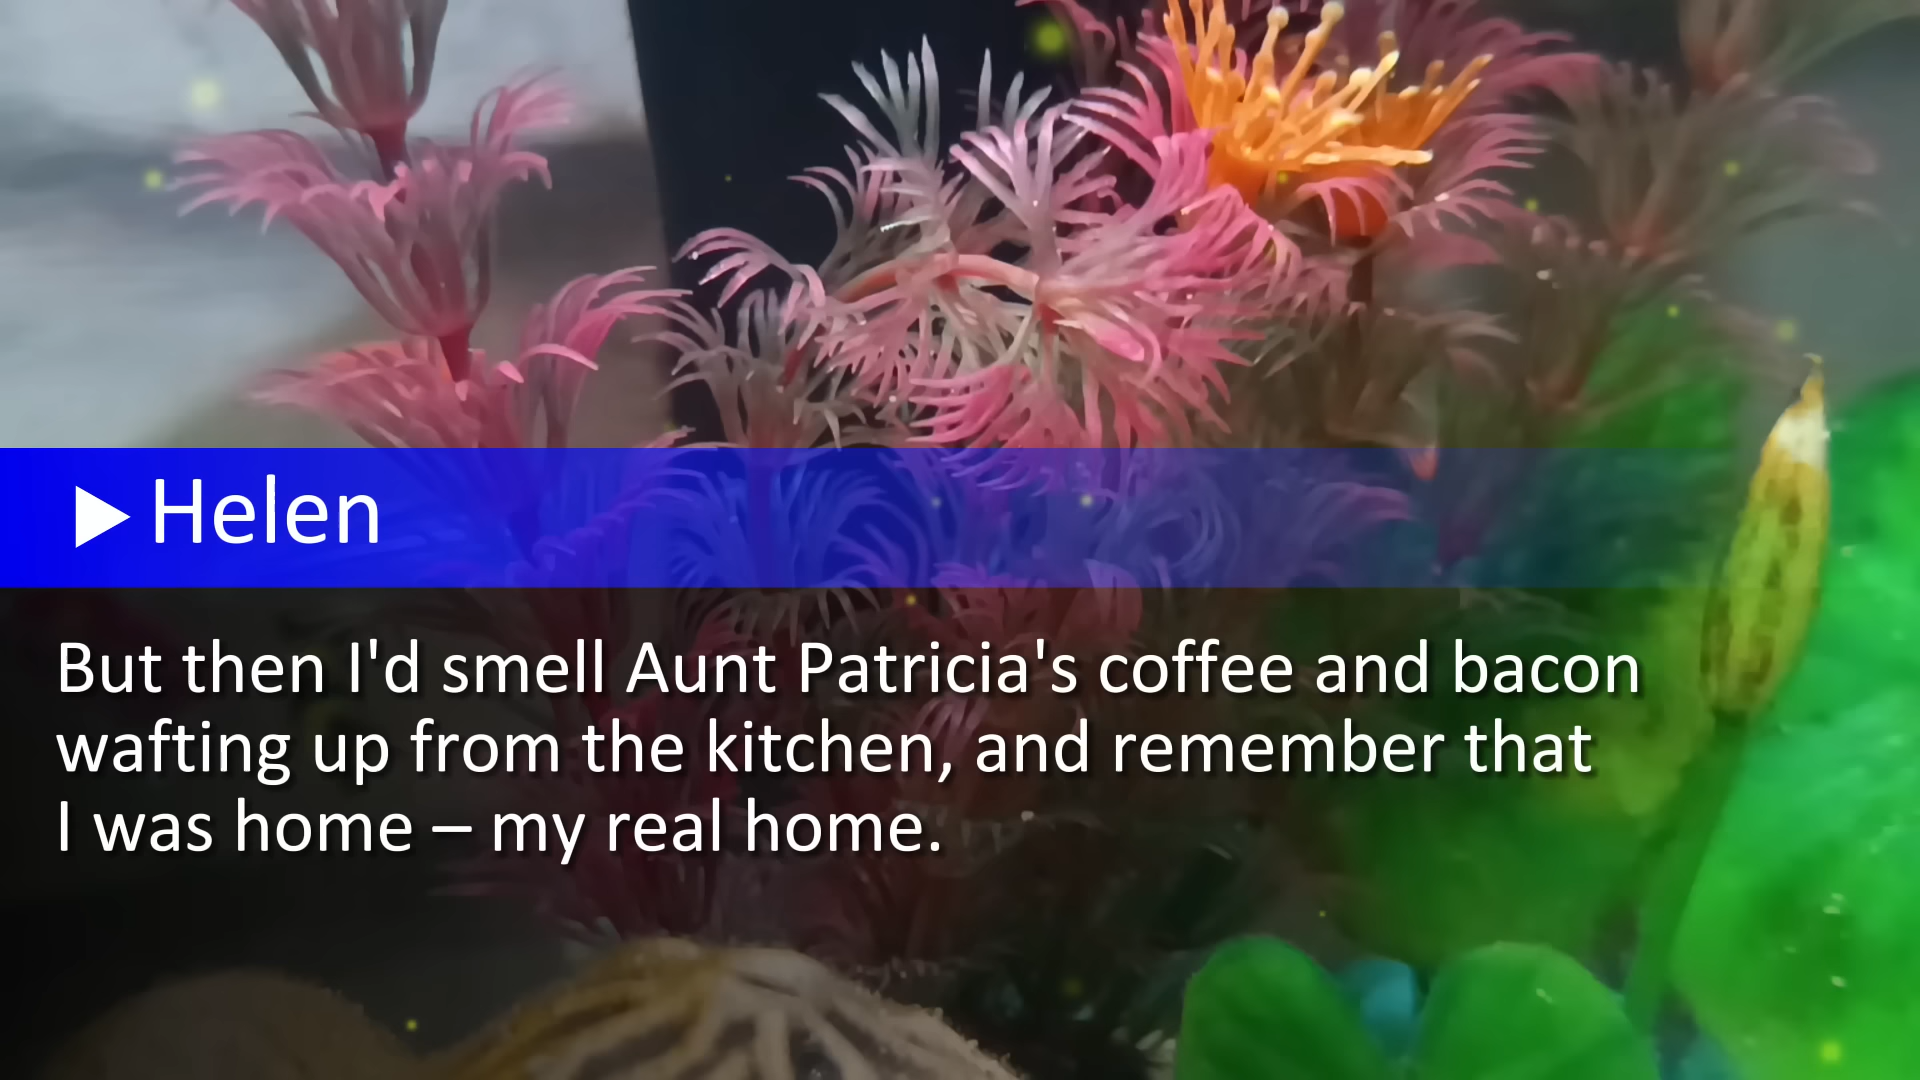 Helen
But then I'd smell Aunt Patricia's coffee and bacon
wafting up from the kitchen, and remember that
I was home – my real home.